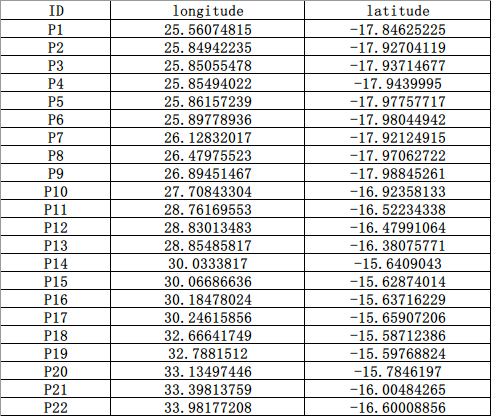 ID longitude latitude
P1 25.56074815 -17.84625225
P2 25.84942235 -17.92704119
P3 25.85055478 -17.93714677
P4 25.85494022 -17.9439995
P5 25.86157239 -17.97757717
P6 25.89778936 -17.98044942
P7 26.12832017 -17.92124915
P8 26.47975523 -17.97062722
P9 26.89451467 -17.98845261
P10 27.70843304 -16.92358133
P11 28.76169553 -16.52234338
P12 28.83013483 -16.47991064
P13 28.85485817 -16.38075771
P14 30.0333817 -15.6409043
P15 30.06686636 -15.62874014
P16 30.18478024 -15.63716229
P17 30.24615856 -15.65907206
P18 32.66641749 -15.58712386
P19 32.7881512 -15.59768824
P20 33.13497446 -15.7846197
P21 33.39813759 -16.00484265
P22 33.98177208 -16.60008856